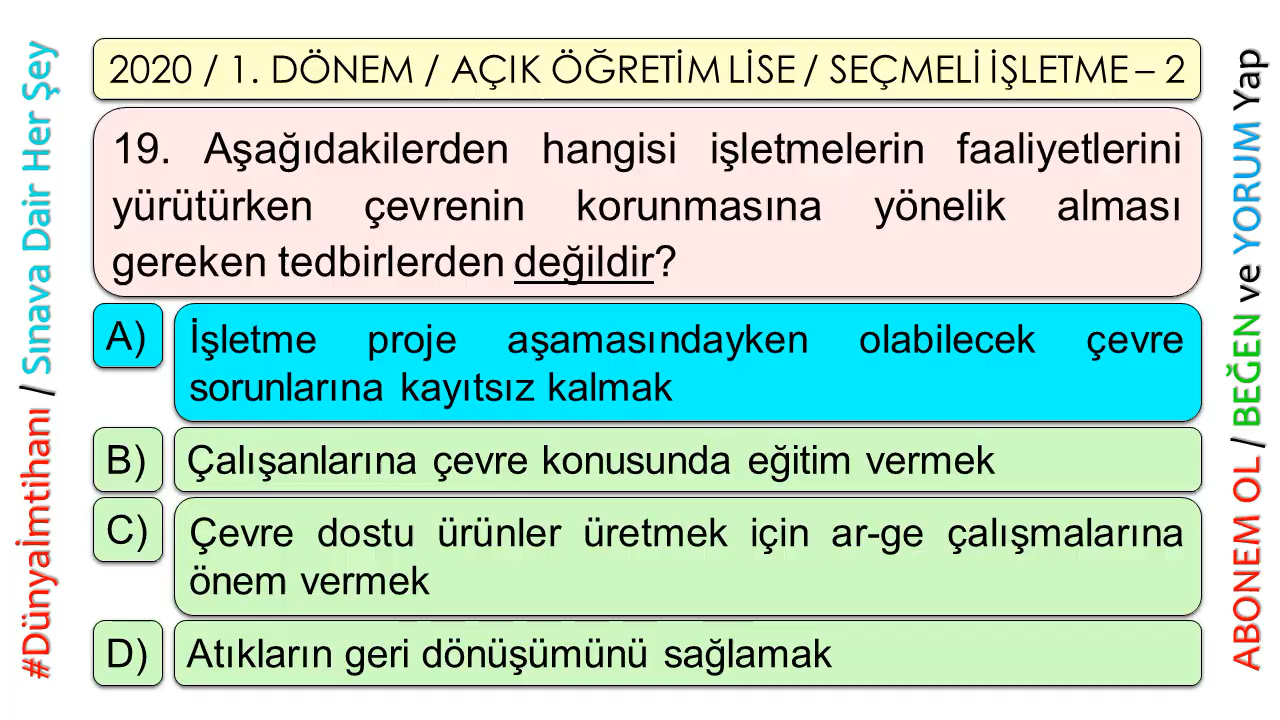 2020 / 1. DÖNEM / AÇIK ÖĞRETİM LİSE / SEÇMELİ İŞLETME – 2
19. Aşağıdakilerden hangisi işletmelerin faaliyetlerini
yürütürken çevrenin korunmasına yönelik alması
gereken tedbirlerden değildir?
A) İşletme proje aşamasındayken olabilecek çevre
sorunlarına kayıtsız kalmak
B) Çalışanlarına çevre konusunda eğitim vermek
C) Çevre dostu ürünler üretmek için ar-ge çalışmalarına
önem vermek
D) Atıkların geri dönüşümünü sağlamak
#Dünyaİmtihanı / Sınava Dair Her Şey
ABONEM OL / BEĞEN ve YORUM Yap